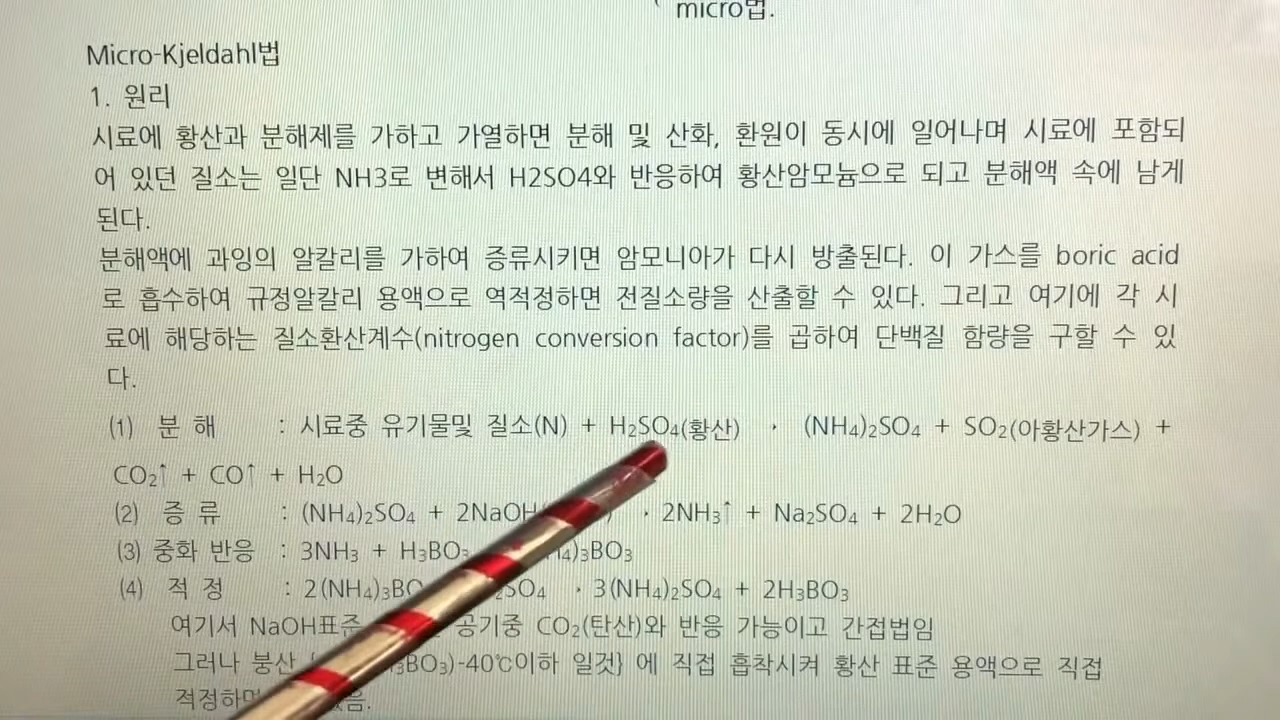 micro법.
Micro-Kjeldahl법
1. 원리
시료에 황산과 분해제를 가하고 가열하면 분해 및 산화, 환원이 동시에 일어나며 시료에 포함되
어 있던 질소는 일단 NH3로 변해서 H2SO4와 반응하여 황산암모늄으로 되고 분해액 속에 남게
된다.
분해액에 과잉의 알칼리를 가하여 증류시키면 암모니아가 다시 방출된다. 이 가스를 boric acid
로 흡수하여 규정알칼리 용액으로 역적정하면 전질소량을 산출할 수 있다. 그리고 여기에 각 시
료에 해당하는 질소환산계수(nitrogen conversion factor)를 곱하여 단백질 함량을 구할 수 있
다.
(1) 분 해 : 시료중 유기물및 질소(N) + H₂SO₄(황산) → (NH₄)₂SO₄ + SO₂(아황산가스) +
CO₂↑ + CO↑ + H₂O
(2) 증 류 : (NH₄)₂SO₄ + 2NaOH → 2NH₃↑ + Na₂SO₄ + 2H₂O
(3) 중화 반응 : 3NH₃ + H₃BO₃ ₄)₃BO₃
(4) 적 정 : 2(NH₄)₃BO ₂SO₄ → 3(NH₄)₂SO₄ + 2H₃BO₃
여기서 NaOH표준 공기중 CO₂(탄산)와 반응 가능이고 간접법임
그러나 붕산 ₃BO₃)-40℃이하 일것} 에 직접 흡착시켜 황산 표준 용액으로 직접
적정하면 음.